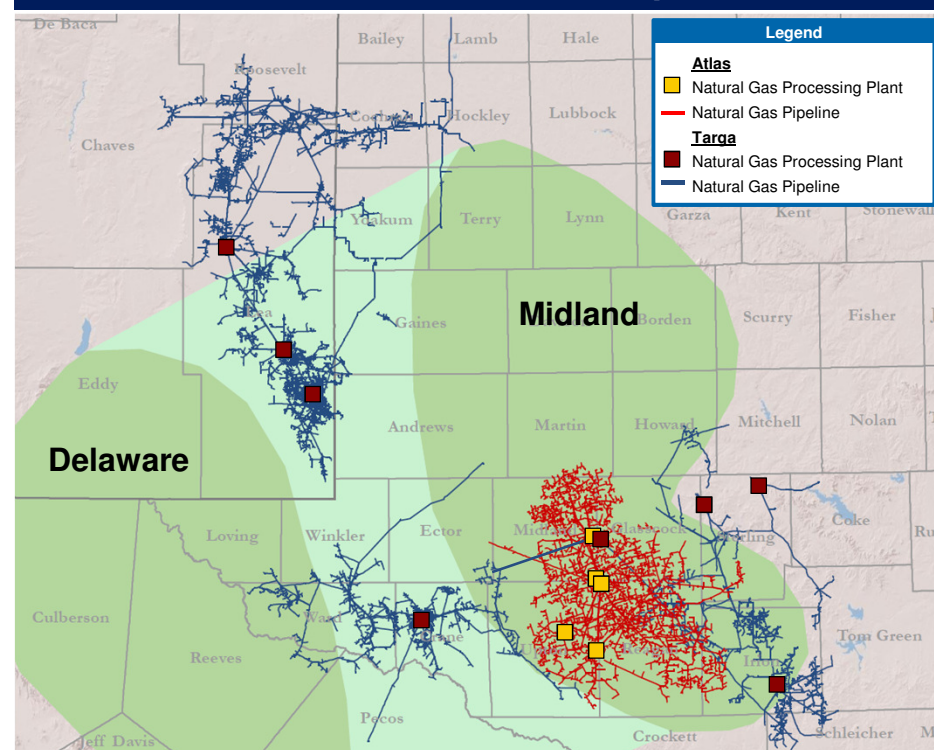 De Baca
Bailey
Lamb
Hale
Legend
Atlas
Natural Gas Processing Plant
Natural Gas Pipeline
Targa
Natural Gas Processing Plant
Natural Gas Pipeline
Roosevelt
Chaves
Cochran
Hockley
Lubbock
Yoakum
Terry
Lynn
Garza
Kent
Stonewall
Lea
Gaines
Midland
Borden
Scurry
Fisher
Eddy
Andrews
Martin
Howard
Mitchell
Nolan
Delaware
Loving
Winkler
Ector
Midland
Glasscock
Sterling
Coke
Ru
Culberson
Ward
Crane
Upton
Reagan
Irion
Tom Green
Reeves
Pecos
Crockett
Schleicher
M
Jeff Davis